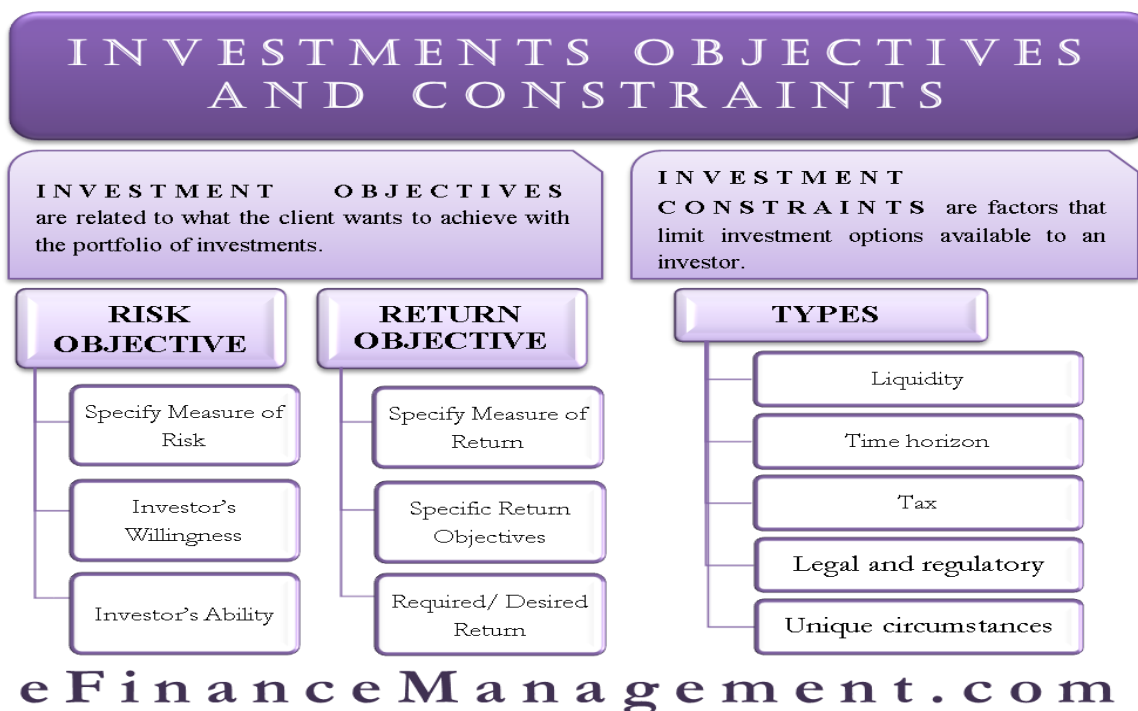 INVESTMENTS OBJECTIVES
AND CONSTRAINTS
INVESTMENT OBJECTIVES
are related to what the client wants to achieve with
the portfolio of investments.
INVESTMENT
CONSTRAINTS are factors that
limit investment options available to an
investor.
RISK
OBJECTIVE
Specify Measure of
Risk
Investor's
Willingness
Investor's Ability
RETURN
OBJECTIVE
Specify Measure of
Return
Specific Return
Objectives
Required/ Desired
Return
TYPES
Liquidity
Time horizon
Tax
Legal and regulatory
Unique circumstances
eFinanceManagement.com